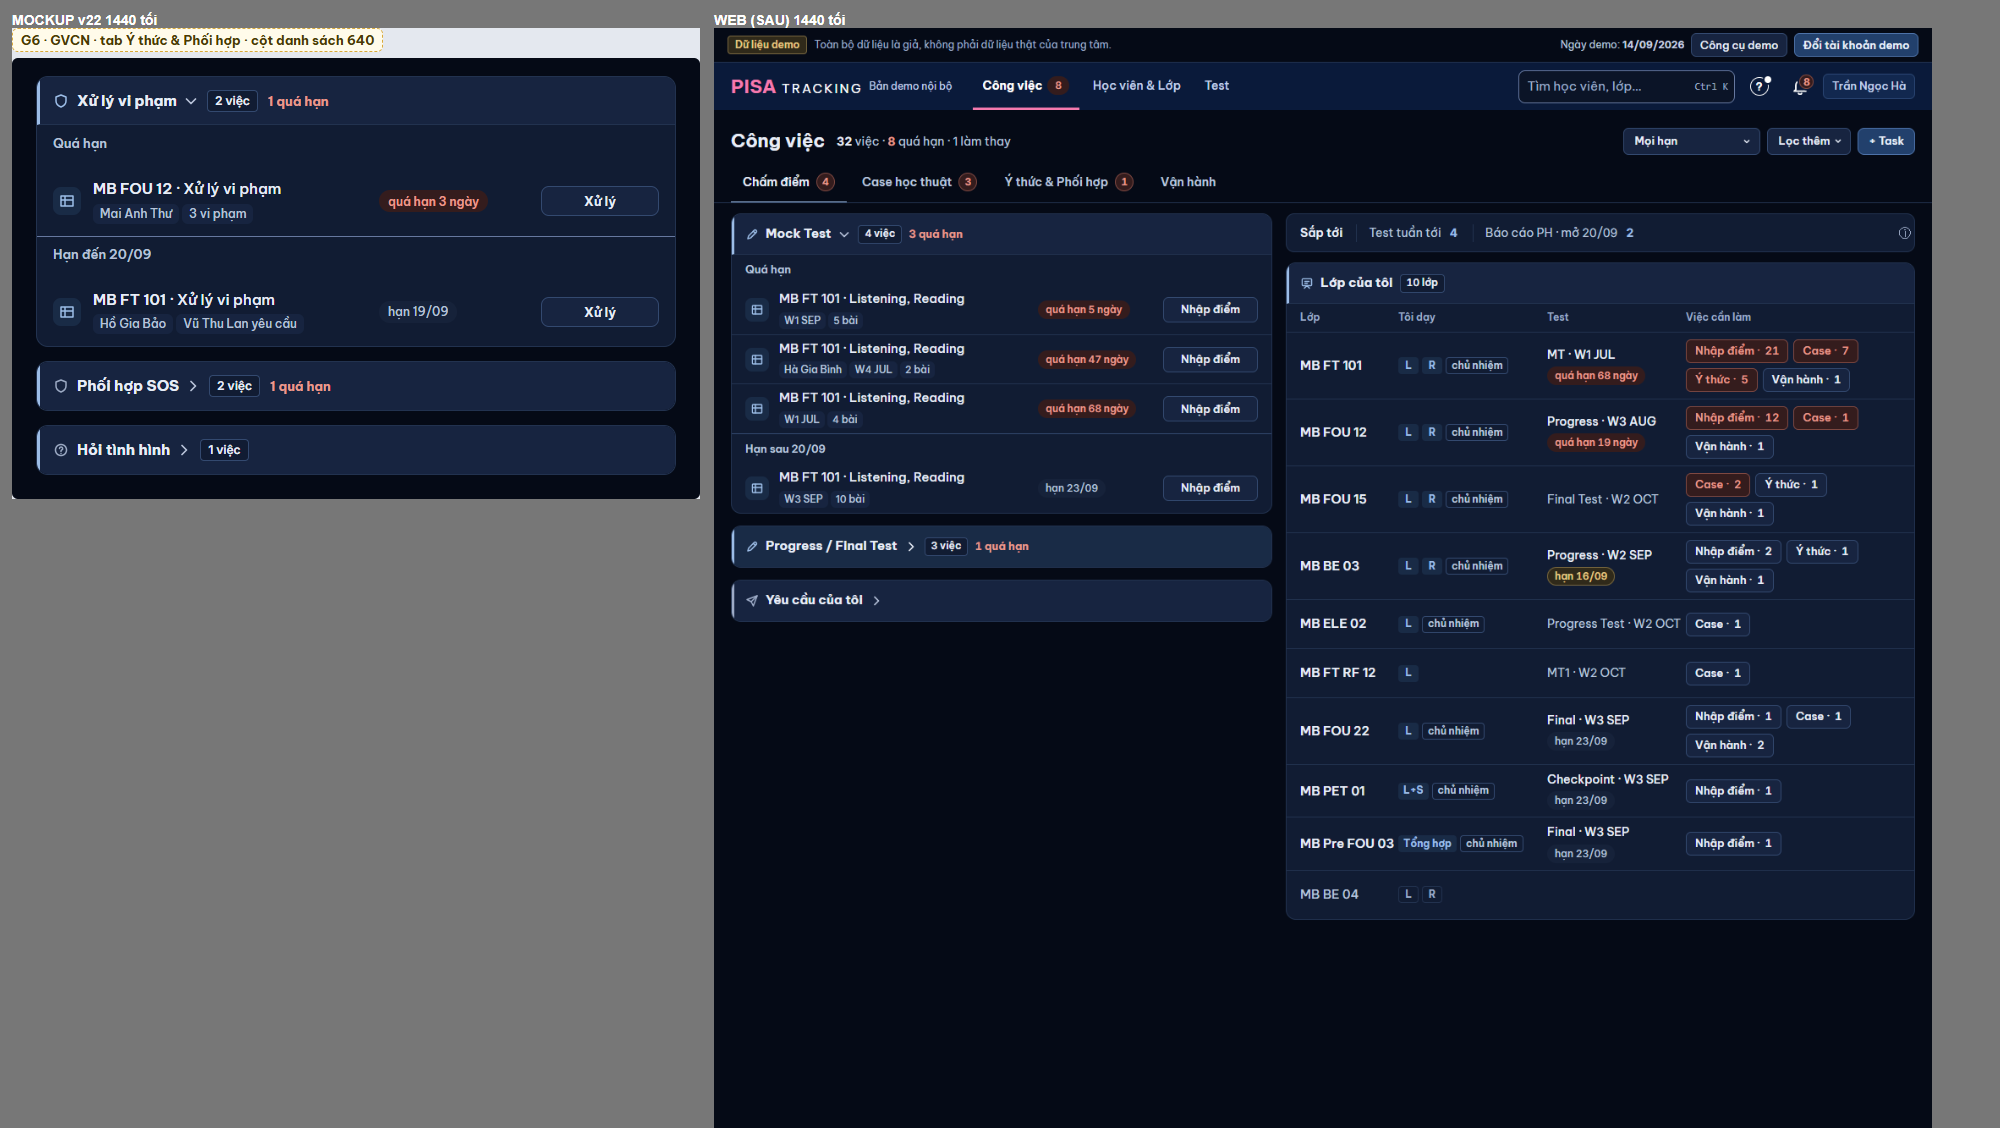 MOCKUP v22 1440 tối
G6 · GVCN · tab Ý thức & Phối hợp · cột danh sách 640
Xử lý vi phạm 2 việc 1 quá hạn
Quá hạn
MB FOU 12 · Xử lý vi phạm
Mai Anh Thư 3 vi phạm
quá hạn 3 ngày
Xử lý
Hạn đến 20/09
MB FT 101 · Xử lý vi phạm
Hồ Gia Bảo Vũ Thu Lan yêu cầu
hạn 19/09
Xử lý
Phối hợp SOS 2 việc 1 quá hạn
Hỏi tình hình 1 việc
WEB (SAU) 1440 tối
Dữ liệu demo Toàn bộ dữ liệu là giả, không phải dữ liệu thật của trung tâm.
Ngày demo: 14/09/2026 Công cụ demo Đổi tài khoản demo
PISA TRACKING Bản demo nội bộ Công việc 8 Học viên & Lớp Test
Tìm học viên, lớp... Ctrl K ? 8 Trần Ngọc Hà
Công việc 32 việc · 8 quá hạn · 1 làm thay
Mọi hạn Lọc thêm + Task
Chấm điểm 4 Case học thuật 3 Ý thức & Phối hợp 1 Vận hành
Mock Test 4 việc 3 quá hạn
Quá hạn
MB FT 101 · Listening, Reading
W1 SEP 5 bài
quá hạn 5 ngày
Nhập điểm
MB FT 101 · Listening, Reading
Hà Gia Bình W4 JUL 2 bài
quá hạn 47 ngày
Nhập điểm
MB FT 101 · Listening, Reading
W1 JUL 4 bài
quá hạn 68 ngày
Nhập điểm
Hạn sau 20/09
MB FT 101 · Listening, Reading
W3 SEP 10 bài
hạn 23/09
Nhập điểm
Progress / Final Test 3 việc 1 quá hạn
Yêu cầu của tôi
Sắp tới Test tuần tới 4 Báo cáo PH · mở 20/09 2
Lớp của tôi 10 lớp
Lớp Tôi dạy Test Việc cần làm
MB FT 101 L R chủ nhiệm
MT · W1 JUL
quá hạn 68 ngày
Nhập điểm · 21 Case · 7
Ý thức · 5 Vận hành · 1
MB FOU 12 L R chủ nhiệm
Progress · W3 AUG
quá hạn 19 ngày
Nhập điểm · 12 Case · 1
Vận hành · 1
MB FOU 15 L R chủ nhiệm
Final Test · W2 OCT
Case · 2 Ý thức · 1
Vận hành · 1
MB BE 03 L R chủ nhiệm
Progress · W2 SEP
hạn 16/09
Nhập điểm · 2 Ý thức · 1
Vận hành · 1
MB ELE 02 L chủ nhiệm Progress Test · W2 OCT Case · 1
MB FT RF 12 L MT1 · W2 OCT Case · 1
MB FOU 22 L chủ nhiệm
Final · W3 SEP
hạn 23/09
Nhập điểm · 1 Case · 1
Vận hành · 2
MB PET 01 L+S chủ nhiệm
Checkpoint · W3 SEP
hạn 23/09
Nhập điểm · 1
MB Pre FOU 03 Tổng hợp chủ nhiệm
Final · W3 SEP
hạn 23/09
Nhập điểm · 1
MB BE 04 L R